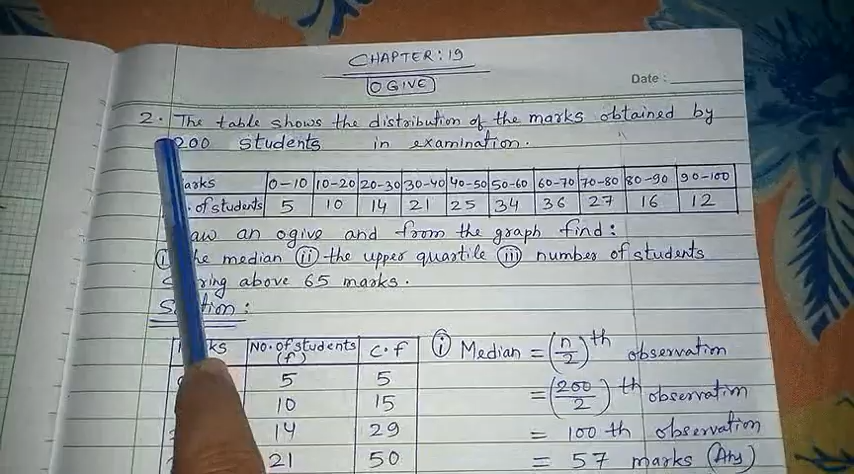 CHAPTER: 19
OGIVE
Date :
2. The table shows the distribution of the marks obtained by
200 students in examination.
0-10 10-20 20-30 30-40 40-50 50-60 60-70 70-80 80-90 90-100
of students 5 10 14 21 25 34 36 27 16 12
an ogive and from the graph find:
(i) the median (ii) the upper quartile (iii) number of students
above 65 marks.
No. of students (f) c.f
5 5
10 15
14 29
21 50
(i) Median = (n/2)th observation
= (200/2)th observation
= 100 th observation
= 57 marks (Ans)